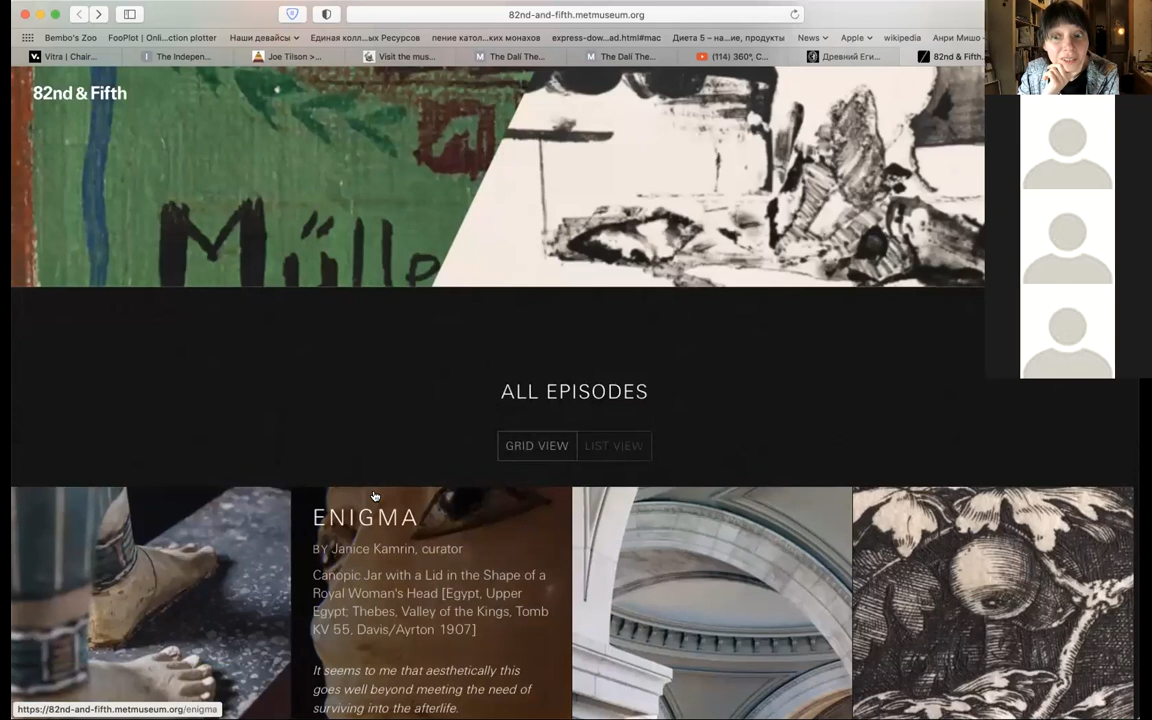 82nd-and-fifth.metmuseum.org
Bembo's Zoo
FooPlot | Onli...ction plotter
Наши девайсы
Единая колл...ых Ресурсов
пение катол...ких монахов
express-dow...ad.html#mac
Диета 5 – на...ие, продукты
News
Apple
wikipedia
Анри Мишо
Vitra | Chair...
The Indepen...
Joe Tilson >...
Visit the mus...
The Dalí The...
The Dalí The...
(114) 360°, C...
Древний Еги...
82nd & Fifth
82nd & Fifth
Mülle
ALL EPISODES
GRID VIEW
LIST VIEW
ENIGMA
BY Janice Kamrin, curator
Canopic Jar with a Lid in the Shape of a
Royal Woman's Head [Egypt, Upper
Egypt; Thebes, Valley of the Kings, Tomb
KV 55, Davis/Ayrton 1907]
It seems to me that aesthetically this
goes well beyond meeting the need of
surviving into the afterlife.
https://82nd-and-fifth.metmuseum.org/enigma